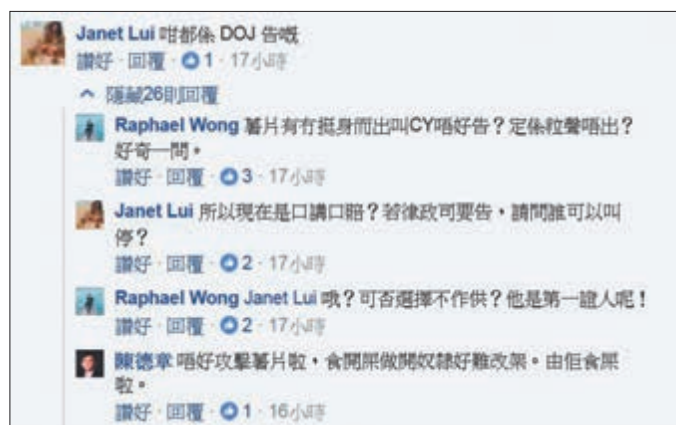 Janet Lui 咁都係 DOJ 告嘅
讚好 · 回覆 · 1 · 17小時
隱藏26則回覆
Raphael Wong 薯片有冇挺身而出叫CY唔好告？定係粒聲唔出？
好奇一問。
讚好 · 回覆 · 3 · 17小時
Janet Lui 所以現在是口講口賠？若律政司要告，請問誰可以叫
停？
讚好 · 回覆 · 2 · 17小時
Raphael Wong Janet Lui 哦？可否選擇不作供？他是第一證人呢！
讚好 · 回覆 · 2 · 17小時
陳德章 唔好攻擊薯片啦，食開屎做開奴隸好難改架。由佢食屎
啦。
讚好 · 回覆 · 1 · 16小時